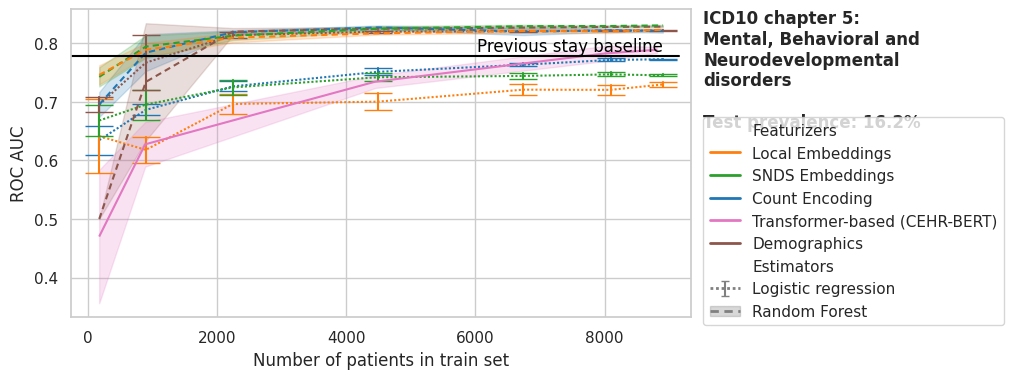 ICD10 chapter 5:
Mental, Behavioral and
Neurodevelopmental
disorders
Test prevalence: 16.2%
Previous stay baseline
ROC AUC
0.8
0.7
0.6
0.5
0.4
0
2000
4000
6000
8000
Number of patients in train set
Featurizers
Local Embeddings
SNDS Embeddings
Count Encoding
Transformer-based (CEHR-BERT)
Demographics
Estimators
Logistic regression
Random Forest